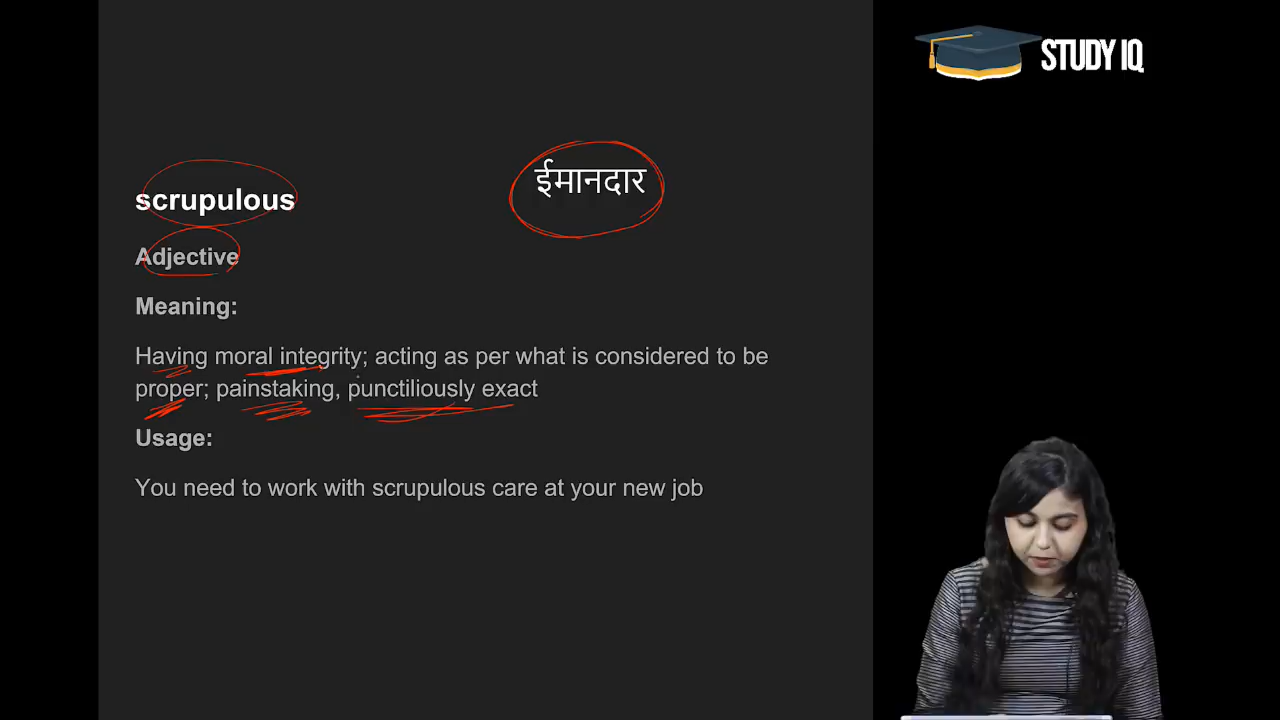 STUDY IQ
ईमानदार
scrupulous
Adjective
Meaning:
Having moral integrity; acting as per what is considered to be
proper; painstaking, punctiliously exact
Usage:
You need to work with scrupulous care at your new job